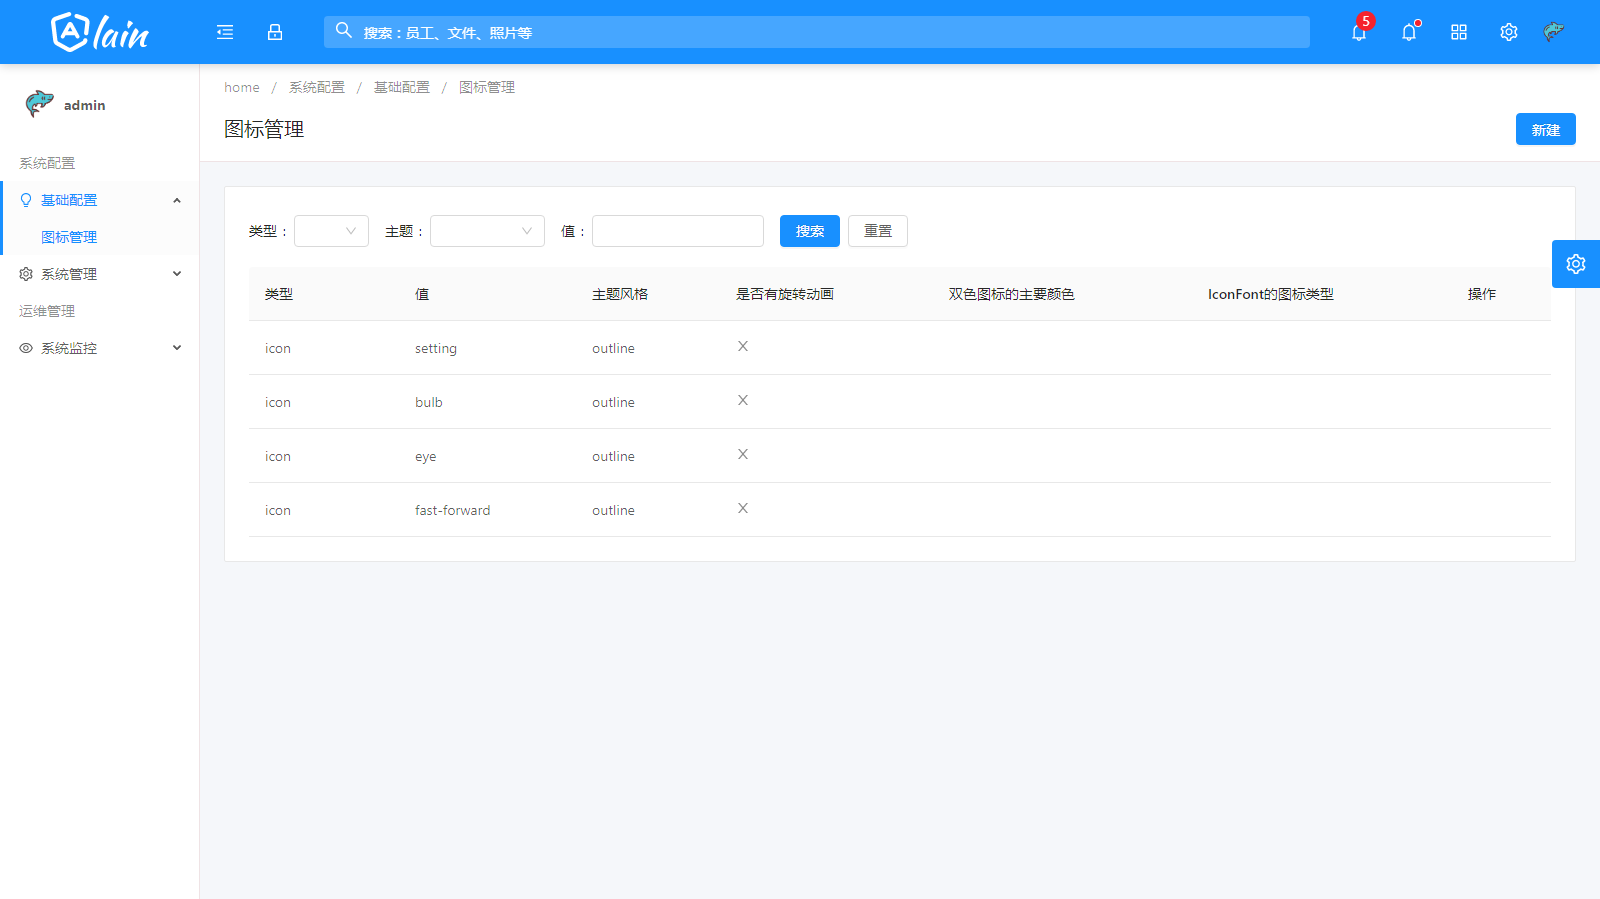 Alain
搜索：员工、文件、照片等
5
admin
系统配置
基础配置
图标管理
系统管理
运维管理
系统监控
home / 系统配置 / 基础配置 / 图标管理
图标管理
新建
类型： 主题： 值： 搜索 重置
类型 值 主题风格 是否有旋转动画 双色图标的主要颜色 IconFont的图标类型 操作
icon setting outline
icon bulb outline
icon eye outline
icon fast-forward outline